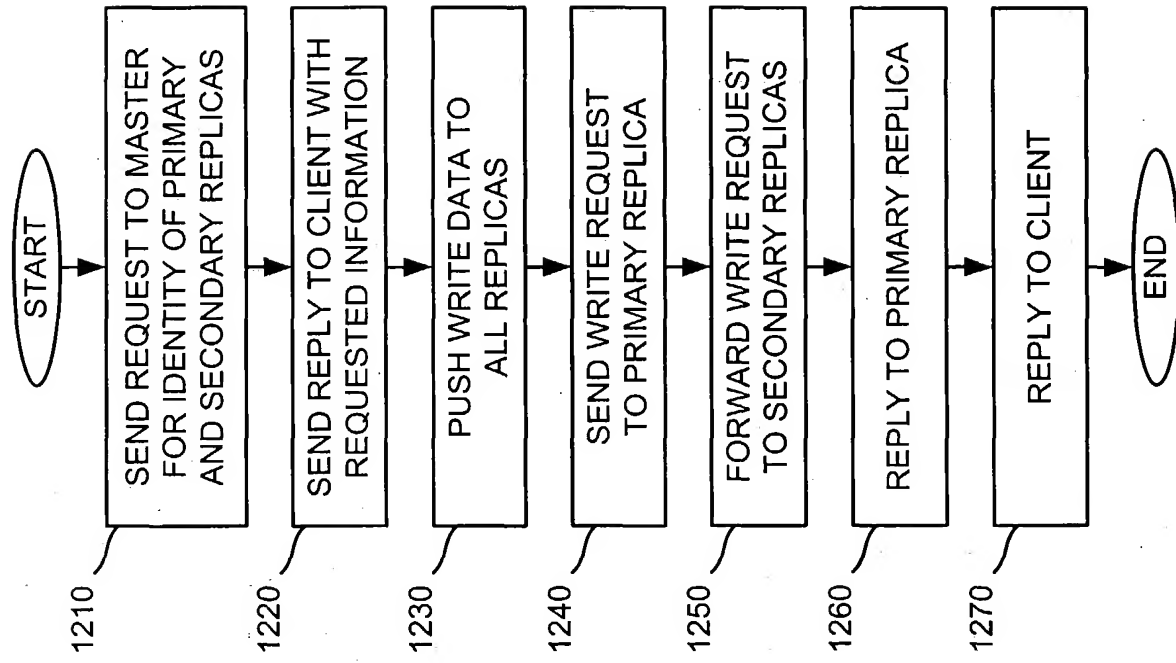 START
1210
SEND REQUEST TO MASTER
FOR IDENTITY OF PRIMARY
AND SECONDARY REPLICAS
1220
SEND REPLY TO CLIENT WITH
REQUESTED INFORMATION
1230
PUSH WRITE DATA TO
ALL REPLICAS
1240
SEND WRITE REQUEST
TO PRIMARY REPLICA
1250
FORWARD WRITE REQUEST
TO SECONDARY REPLICAS
1260
REPLY TO PRIMARY REPLICA
1270
REPLY TO CLIENT
END